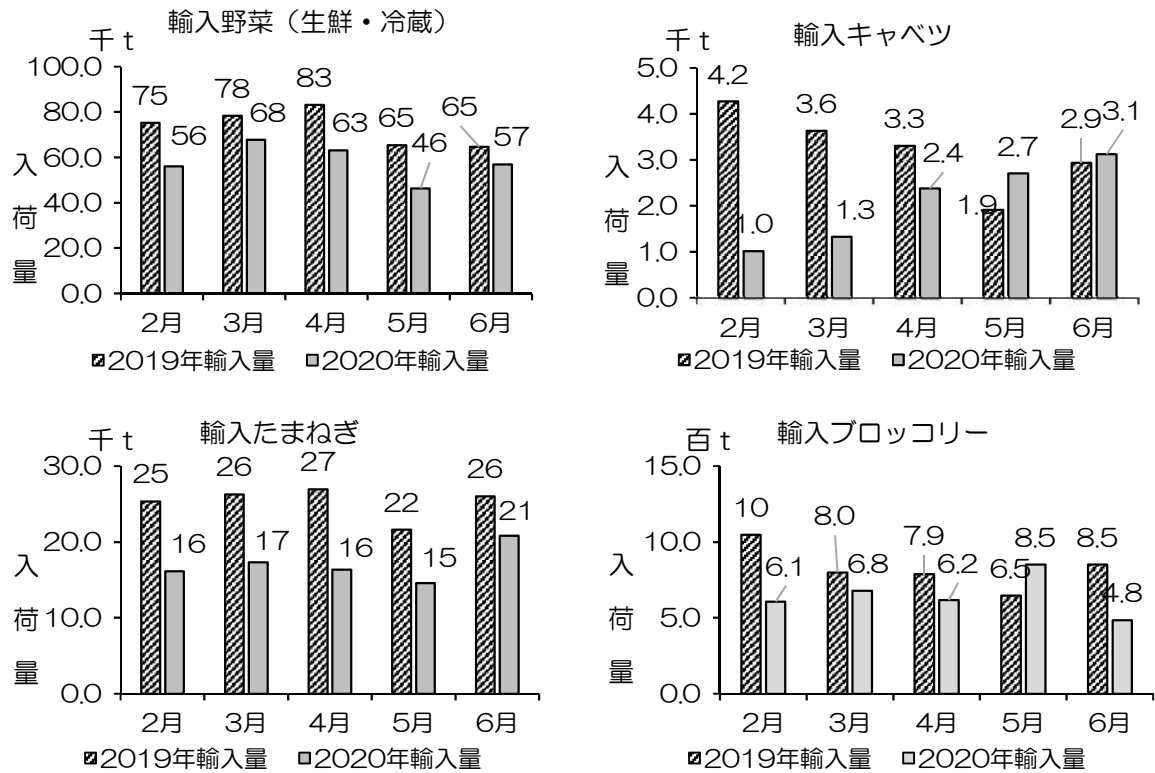 輸入野菜（生鮮・冷蔵）
千ｔ
入荷量
100.0
80.0
60.0
40.0
20.0
0.0
75 56 78 68 83 63 65 46 65 57
2月 3月 4月 5月 6月
2019年輸入量 2020年輸入量
輸入キャベツ
千ｔ
入荷量
5.0
4.0
3.0
2.0
1.0
0.0
4.2 1.0 3.6 1.3 3.3 2.4 1.9 2.7 2.9 3.1
2月 3月 4月 5月 6月
2019年輸入量 2020年輸入量
輸入たまねぎ
千ｔ
入荷量
30.0
20.0
10.0
0.0
25 16 26 17 27 16 22 15 26 21
2月 3月 4月 5月 6月
2019年輸入量 2020年輸入量
輸入ブロッコリー
百ｔ
入荷量
15.0
10.0
5.0
0.0
10 6.1 8.0 6.8 7.9 6.2 6.5 8.5 8.5 4.8
2月 3月 4月 5月 6月
2019年輸入量 2020年輸入量